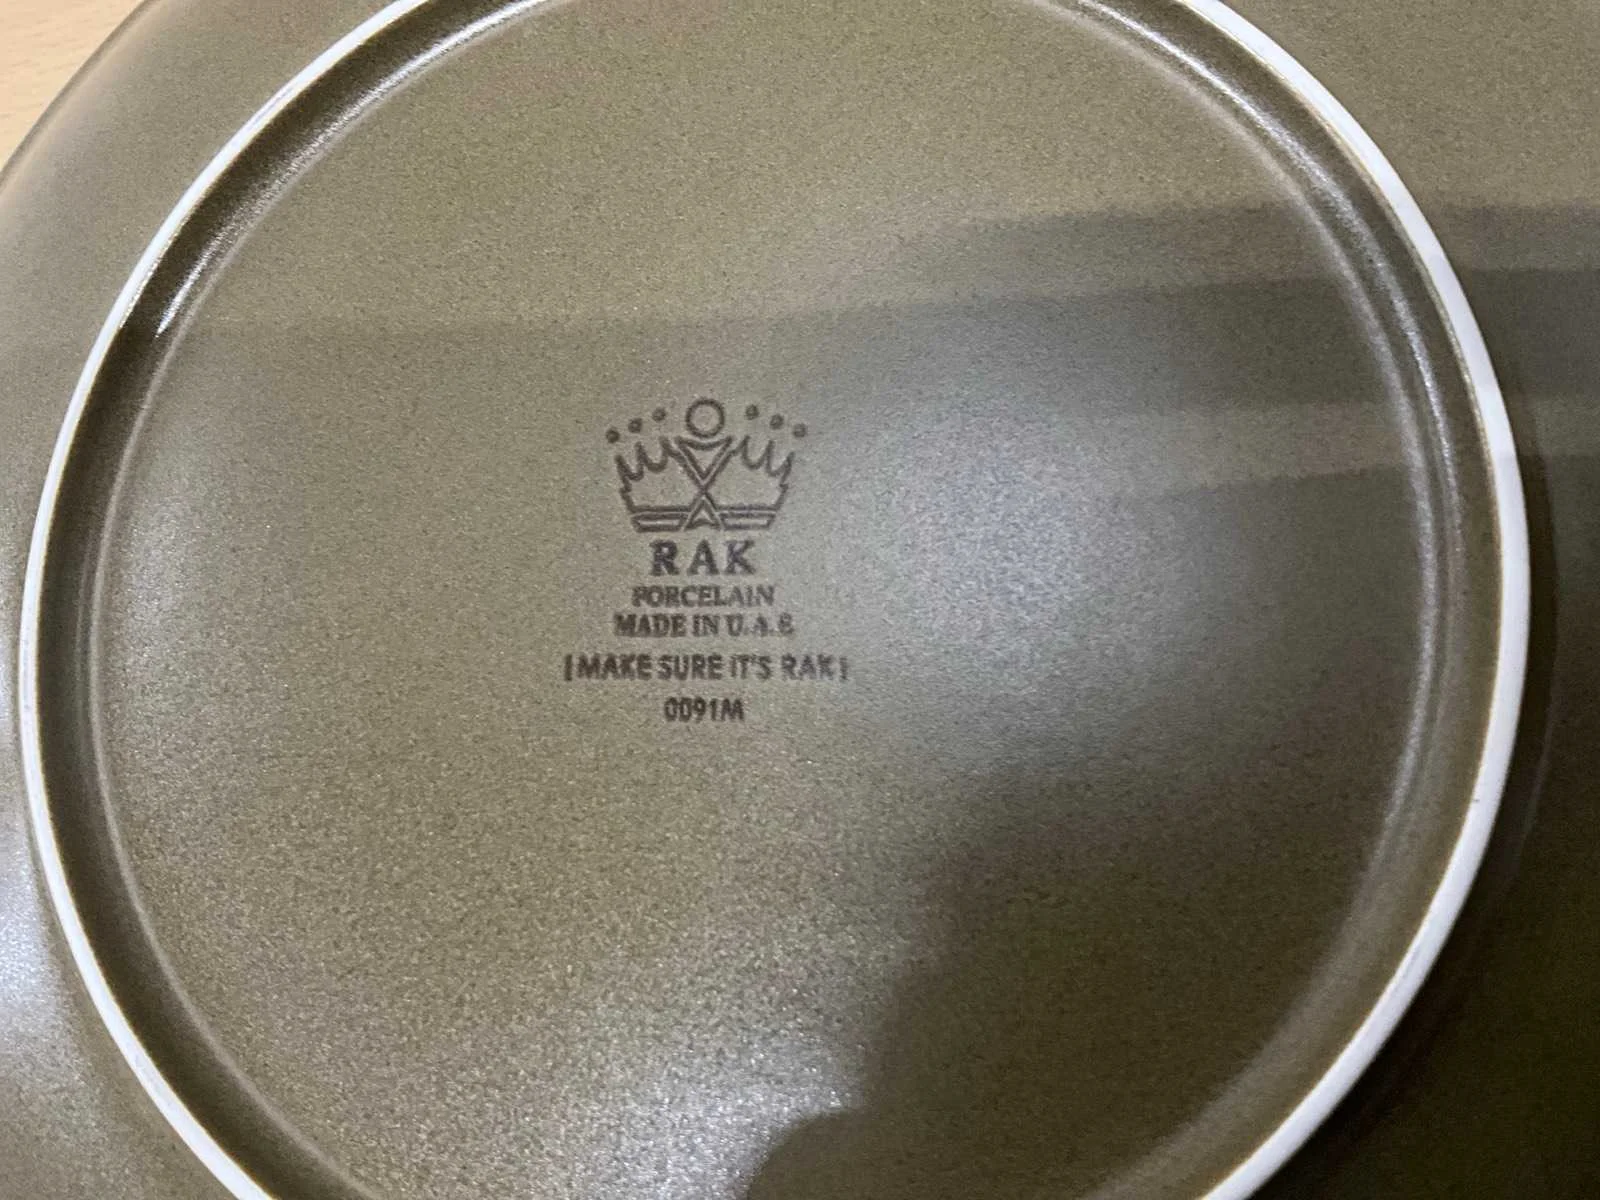 RAK
PORCELAIN
MADE IN U.A.E
[MAKE SURE IT'S RAK]
0091M